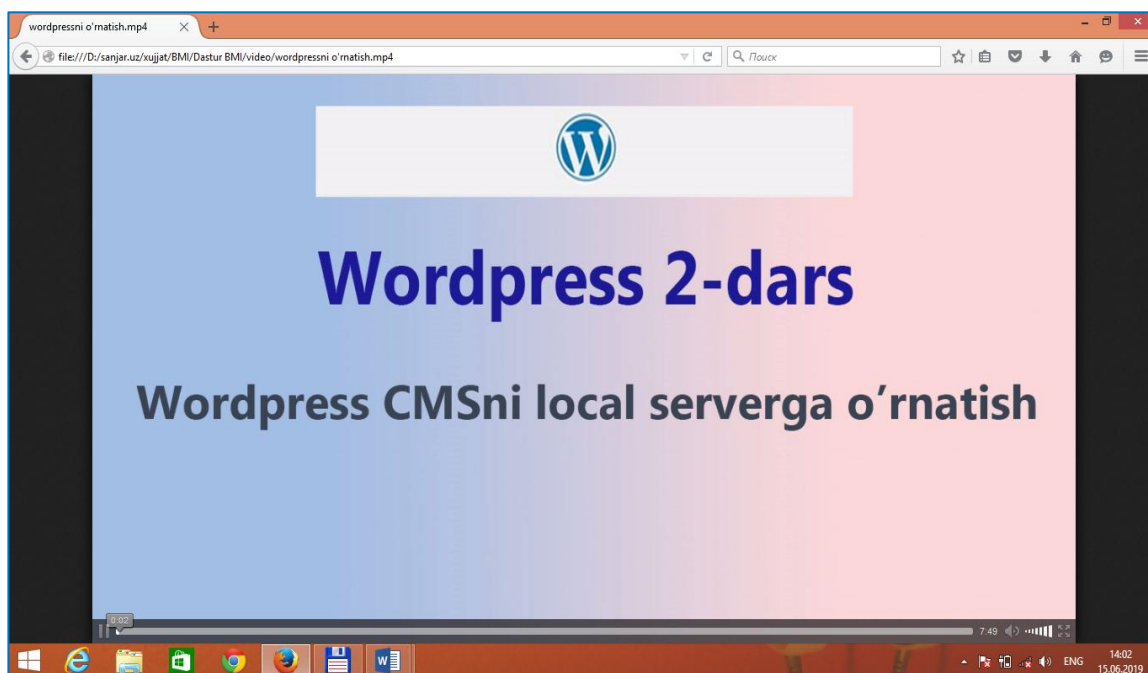 wordpressni o'rnatish.mp4
file:///D:/sanjar.uz/xujjat/BMI/Dastur BMI/video/wordpressni o'rnatish.mp4
Поиск
Wordpress 2-dars
Wordpress CMSni local serverga o‘rnatish
0:02
7:49
ENG
14:02
15.06.2019